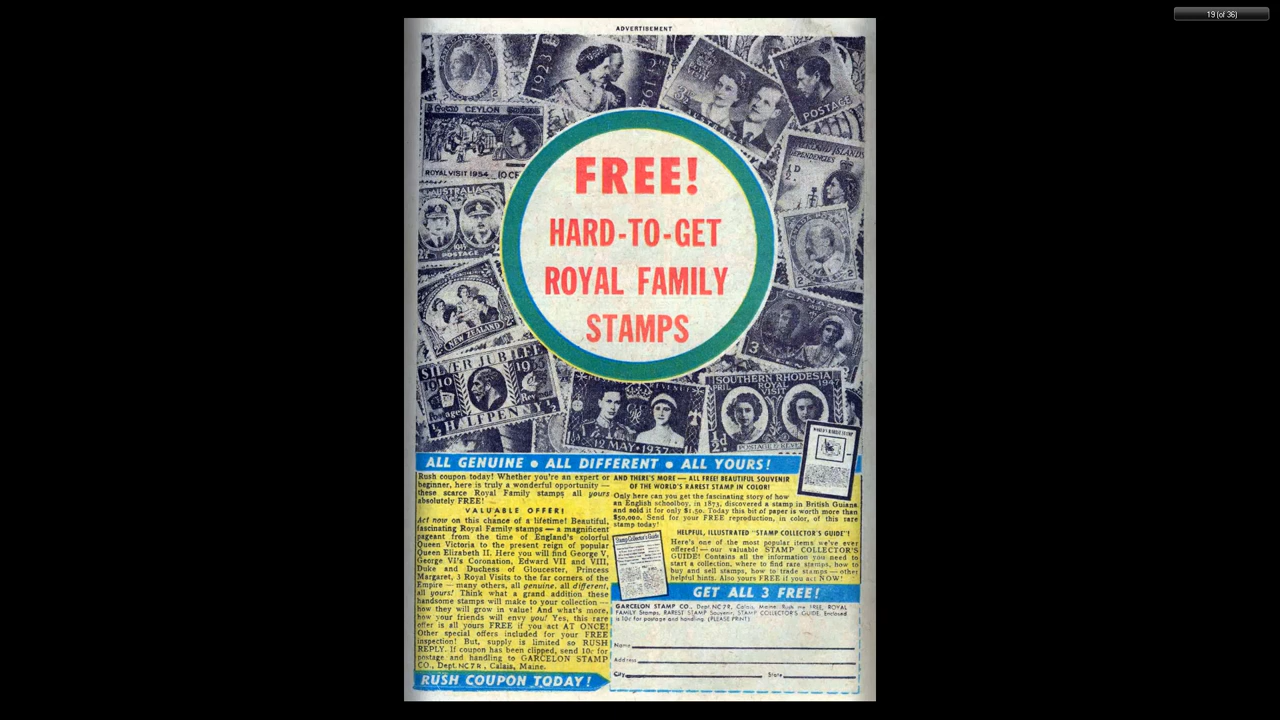 19 (of 36)
ADVERTISEMENT
1923
CEYLON
ROYAL VISIT 1954 10 C
AUSTRALIA
POSTAGE
AUSTRALIA
POSTAGE
DEPENDENCIES
NEW ZEALAND
CANADA
3
SILVER JUBILEE
1910 1935
HALFPENNY
12 MAY 1937
SOUTHERN RHODESIA
ROYAL VISIT
1947
FREE!
HARD-TO-GET
ROYAL FAMILY
STAMPS
ALL GENUINE • ALL DIFFERENT • ALL YOURS!
Rush coupon today! Whether you're an expert or
beginner, here is truly a wonderful opportunity —
these scarce Royal Family stamps all yours
absolutely FREE!
VALUABLE OFFER!
Act now on this chance of a lifetime! Beautiful,
fascinating Royal Family stamps — a magnificent
pageant from the time of England's colorful
Queen Victoria to the present reign of popular
Queen Elizabeth II. Here you will find George V,
George VI's Coronation, Edward VII and VIII,
Duke and Duchess of Gloucester, Princess
Margaret, 3 Royal Visits to the far corners of the
Empire — many others, all genuine, all different,
all yours! Think what a grand addition these
handsome stamps will make to your collection —
how they will grow in value! And what's more,
how your friends will envy you! Yes, this rare
offer is all yours FREE if you act AT ONCE!
Other special offers included for your FREE
inspection! But, supply is limited so RUSH
REPLY. If coupon has been clipped, send 10¢ for
postage and handling to GARCELON STAMP
CO., Dept. NC7R, Calais, Maine.
RUSH COUPON TODAY!
AND THERE'S MORE — ALL FREE! BEAUTIFUL SOUVENIR
OF THE WORLD'S RAREST STAMP IN COLOR!
Only here can you get the fascinating story of how
an English schoolboy, in 1873, discovered a stamp in British Guiana
and sold it for only $1.50. Today this bit of paper is worth more than
$50,000. Send for your FREE reproduction, in color, of this rare
stamp today!
HELPFUL, ILLUSTRATED "STAMP COLLECTOR'S GUIDE"!
Stamp Collector's Guide
Here's one of the most popular items we've ever
offered! — our valuable STAMP COLLECTOR'S
GUIDE! Contains all the information you need to
start a collection, where to find rare stamps, how to
buy and sell stamps, how to trade stamps — other
helpful hints. Also yours FREE if you act NOW!
GET ALL 3 FREE!
GARCELON STAMP CO., Dept. NC7R, Calais, Maine. Rush my FREE, ROYAL
FAMILY Stamps, RAREST STAMP Souvenir, STAMP COLLECTOR'S GUIDE. Enclosed
is 10¢ for postage and handling. (PLEASE PRINT)
Name
Address
City State